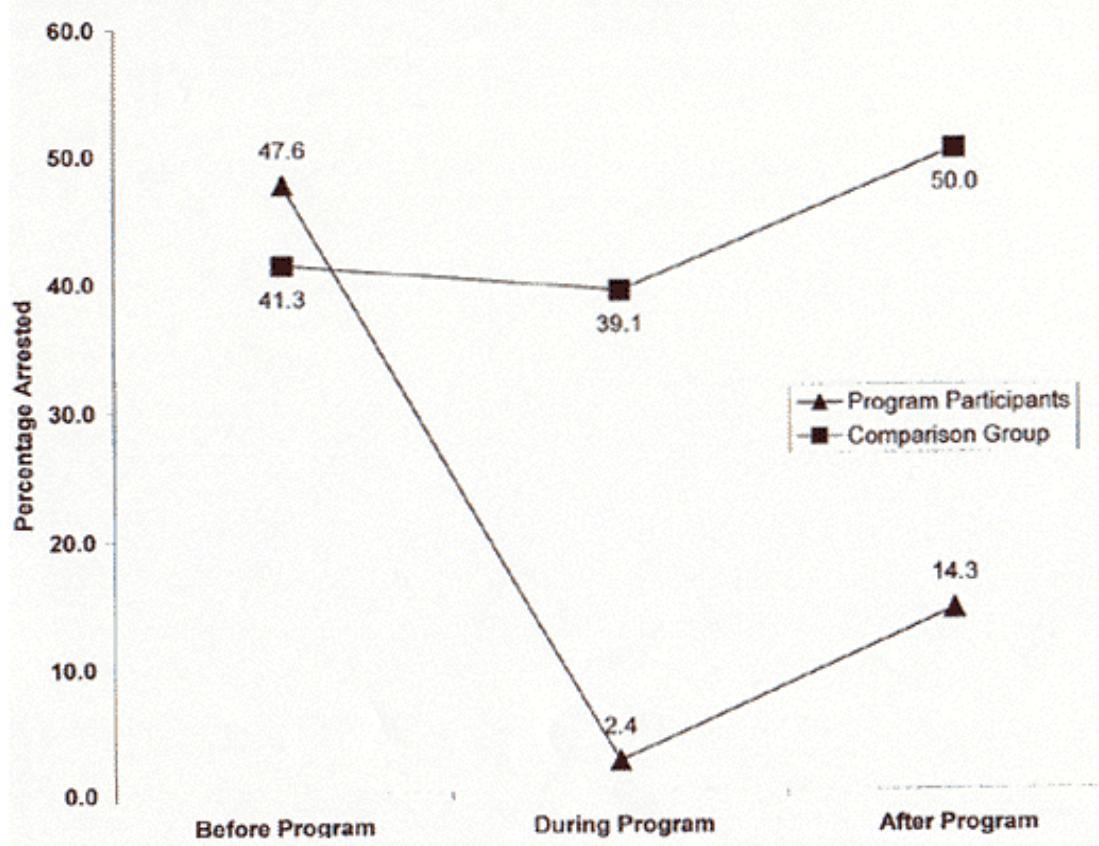 60.0
50.0
40.0
30.0
20.0
10.0
0.0
Percentage Arrested
47.6
41.3
39.1
2.4
50.0
14.3
Program Participants
Comparison Group
Before Program
During Program
After Program